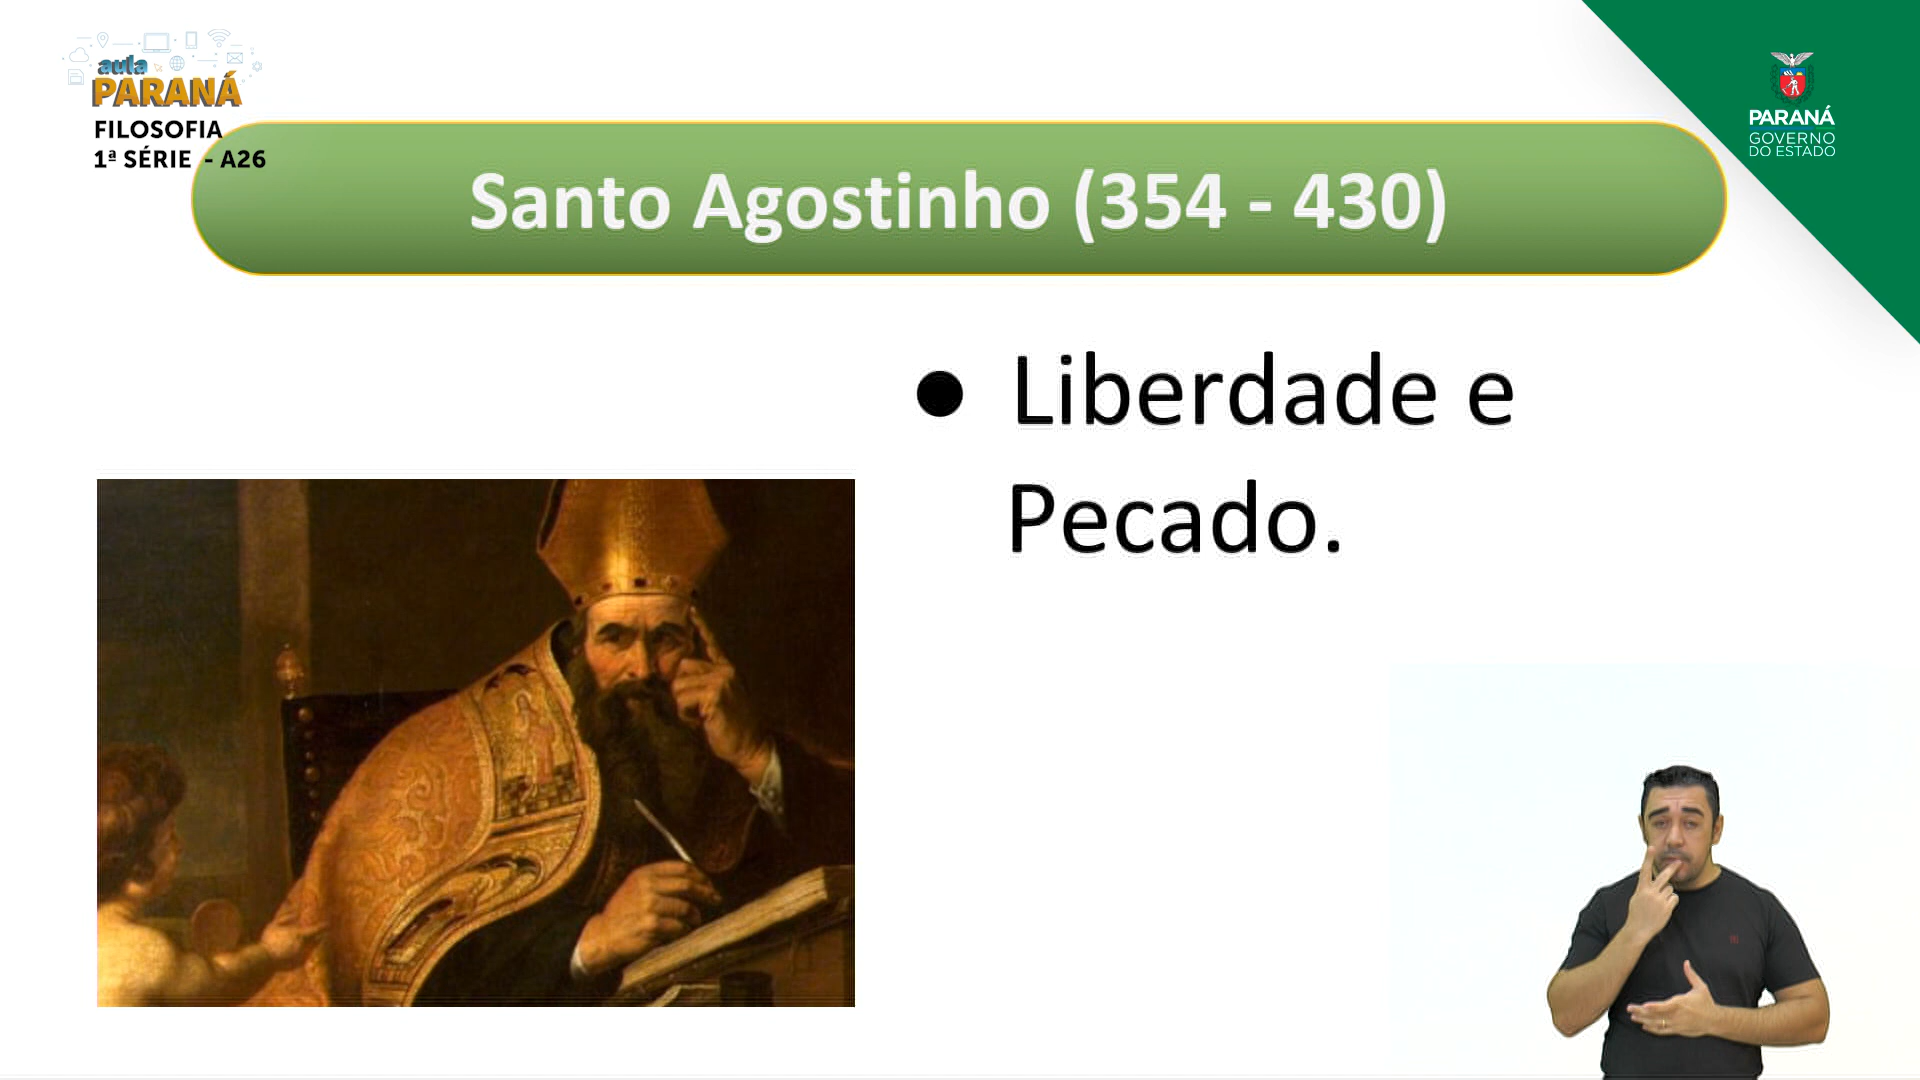 aula
PARANÁ
FILOSOFIA
1ª SÉRIE - A26
Santo Agostinho (354 - 430)
PARANÁ
GOVERNO
DO ESTADO
● Liberdade e
Pecado.